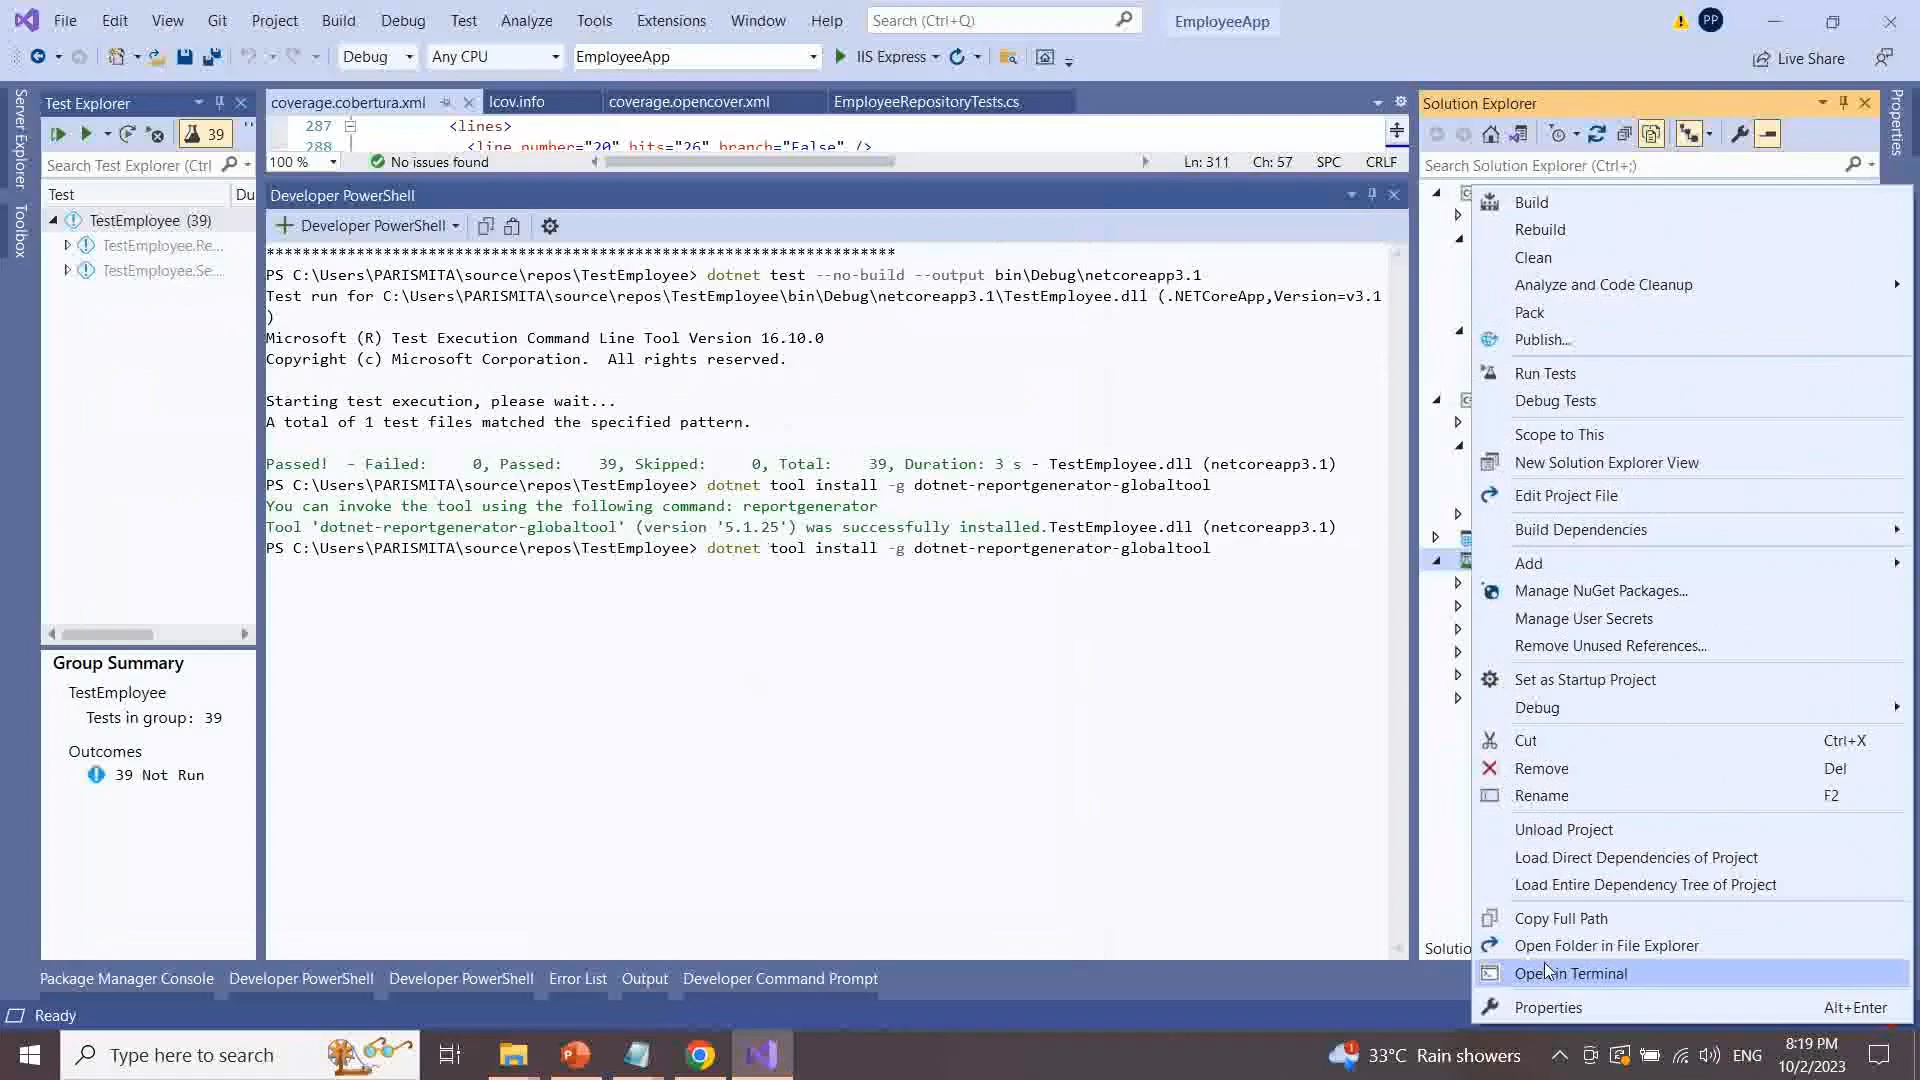 File Edit View Git Project Build Debug Test Analyze Tools Extensions Window Help Search (Ctrl+Q) EmployeeApp PP
Debug Any CPU EmployeeApp IIS Express Live Share
Server Explorer
Toolbox
Test Explorer
39
Search Test Explorer (Ctrl
Test Du
TestEmployee (39)
TestEmployee.Re...
TestEmployee.Se...
Group Summary
TestEmployee
Tests in group: 39
Outcomes
39 Not Run
coverage.cobertura.xml lcov.info coverage.opencover.xml EmployeeRepositoryTests.cs
287 <lines>
288 <line number="20" hits="26" branch="False" />
100 % No issues found Ln: 311 Ch: 57 SPC CRLF
Developer PowerShell
Developer PowerShell
**********************************************************************
PS C:\Users\PARISMITA\source\repos\TestEmployee> dotnet test --no-build --output bin\Debug\netcoreapp3.1
Test run for C:\Users\PARISMITA\source\repos\TestEmployee\bin\Debug\netcoreapp3.1\TestEmployee.dll (.NETCoreApp,Version=v3.1
)
Microsoft (R) Test Execution Command Line Tool Version 16.10.0
Copyright (c) Microsoft Corporation.  All rights reserved.
Starting test execution, please wait...
A total of 1 test files matched the specified pattern.
Passed!  - Failed:     0, Passed:    39, Skipped:     0, Total:    39, Duration: 3 s - TestEmployee.dll (netcoreapp3.1)
PS C:\Users\PARISMITA\source\repos\TestEmployee> dotnet tool install -g dotnet-reportgenerator-globaltool
You can invoke the tool using the following command: reportgenerator
Tool 'dotnet-reportgenerator-globaltool' (version '5.1.25') was successfully installed.TestEmployee.dll (netcoreapp3.1)
PS C:\Users\PARISMITA\source\repos\TestEmployee> dotnet tool install -g dotnet-reportgenerator-globaltool
Solution Explorer
Search Solution Explorer (Ctrl+;)
Properties
Build
Rebuild
Clean
Analyze and Code Cleanup
Pack
Publish...
Run Tests
Debug Tests
Scope to This
New Solution Explorer View
Edit Project File
Build Dependencies
Add
Manage NuGet Packages...
Manage User Secrets
Remove Unused References...
Set as Startup Project
Debug
Cut Ctrl+X
Remove Del
Rename F2
Unload Project
Load Direct Dependencies of Project
Load Entire Dependency Tree of Project
Copy Full Path
Open Folder in File Explorer
Open in Terminal
Properties Alt+Enter
Solutio
Package Manager Console Developer PowerShell Developer PowerShell Error List Output Developer Command Prompt
Ready
Type here to search 33°C Rain showers ENG 8:19 PM
10/2/2023